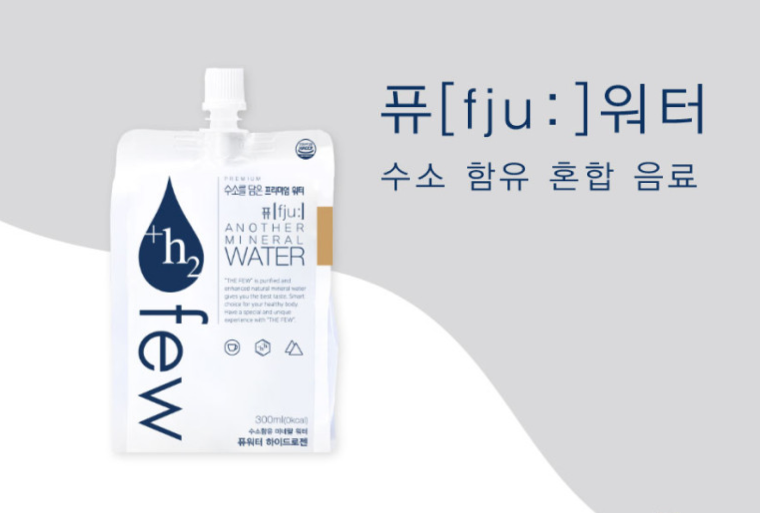 퓨[fju:]워터
수소 함유 혼합 음료
PREMIUM
수소를 담은 프리미엄 워터
퓨[fju:]
ANOTHER
MINERAL
WATER
"THE FEW" is purified and
enhanced natural mineral water
gives you the best taste. Smart
choice for your healthy body.
Have a special and unique
experience with "THE FEW".
+h2
few
300ml(0kcal)
수소함유 미네랄 워터
퓨워터 하이드로젠